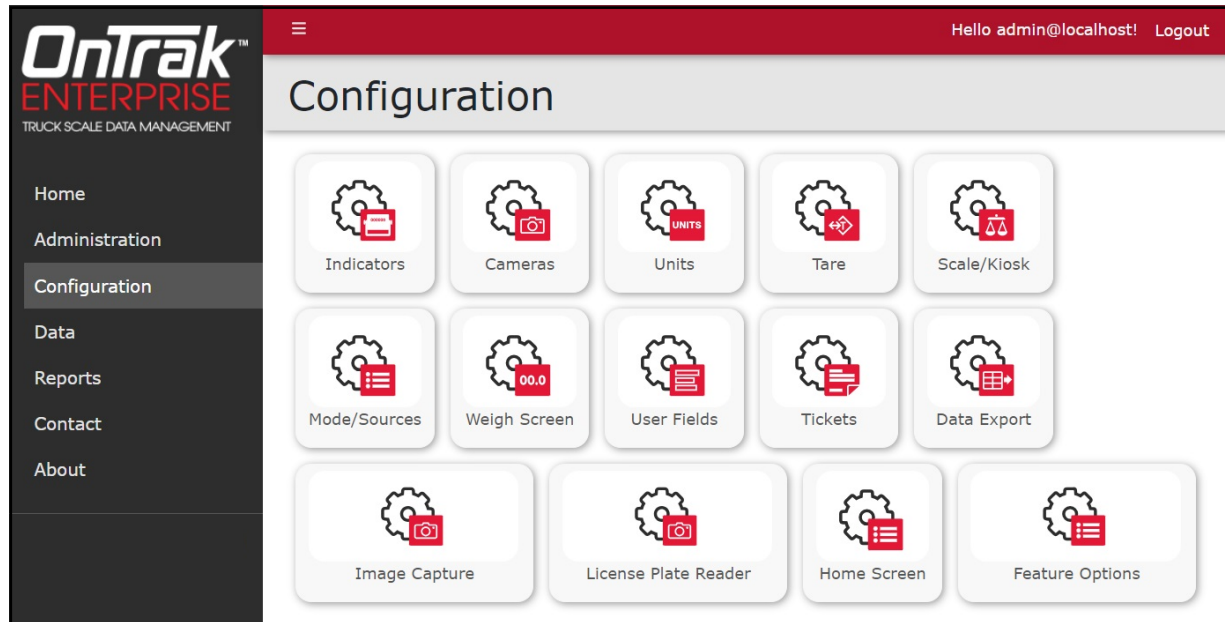 OnTrak™
ENTERPRISE
TRUCK SCALE DATA MANAGEMENT
Home
Administration
Configuration
Data
Reports
Contact
About
Hello admin@localhost! Logout
Configuration
Indicators
Cameras
UNITS
Units
T
Tare
Scale/Kiosk
Mode/Sources
00.0
Weigh Screen
User Fields
Tickets
Data Export
Image Capture
License Plate Reader
Home Screen
Feature Options